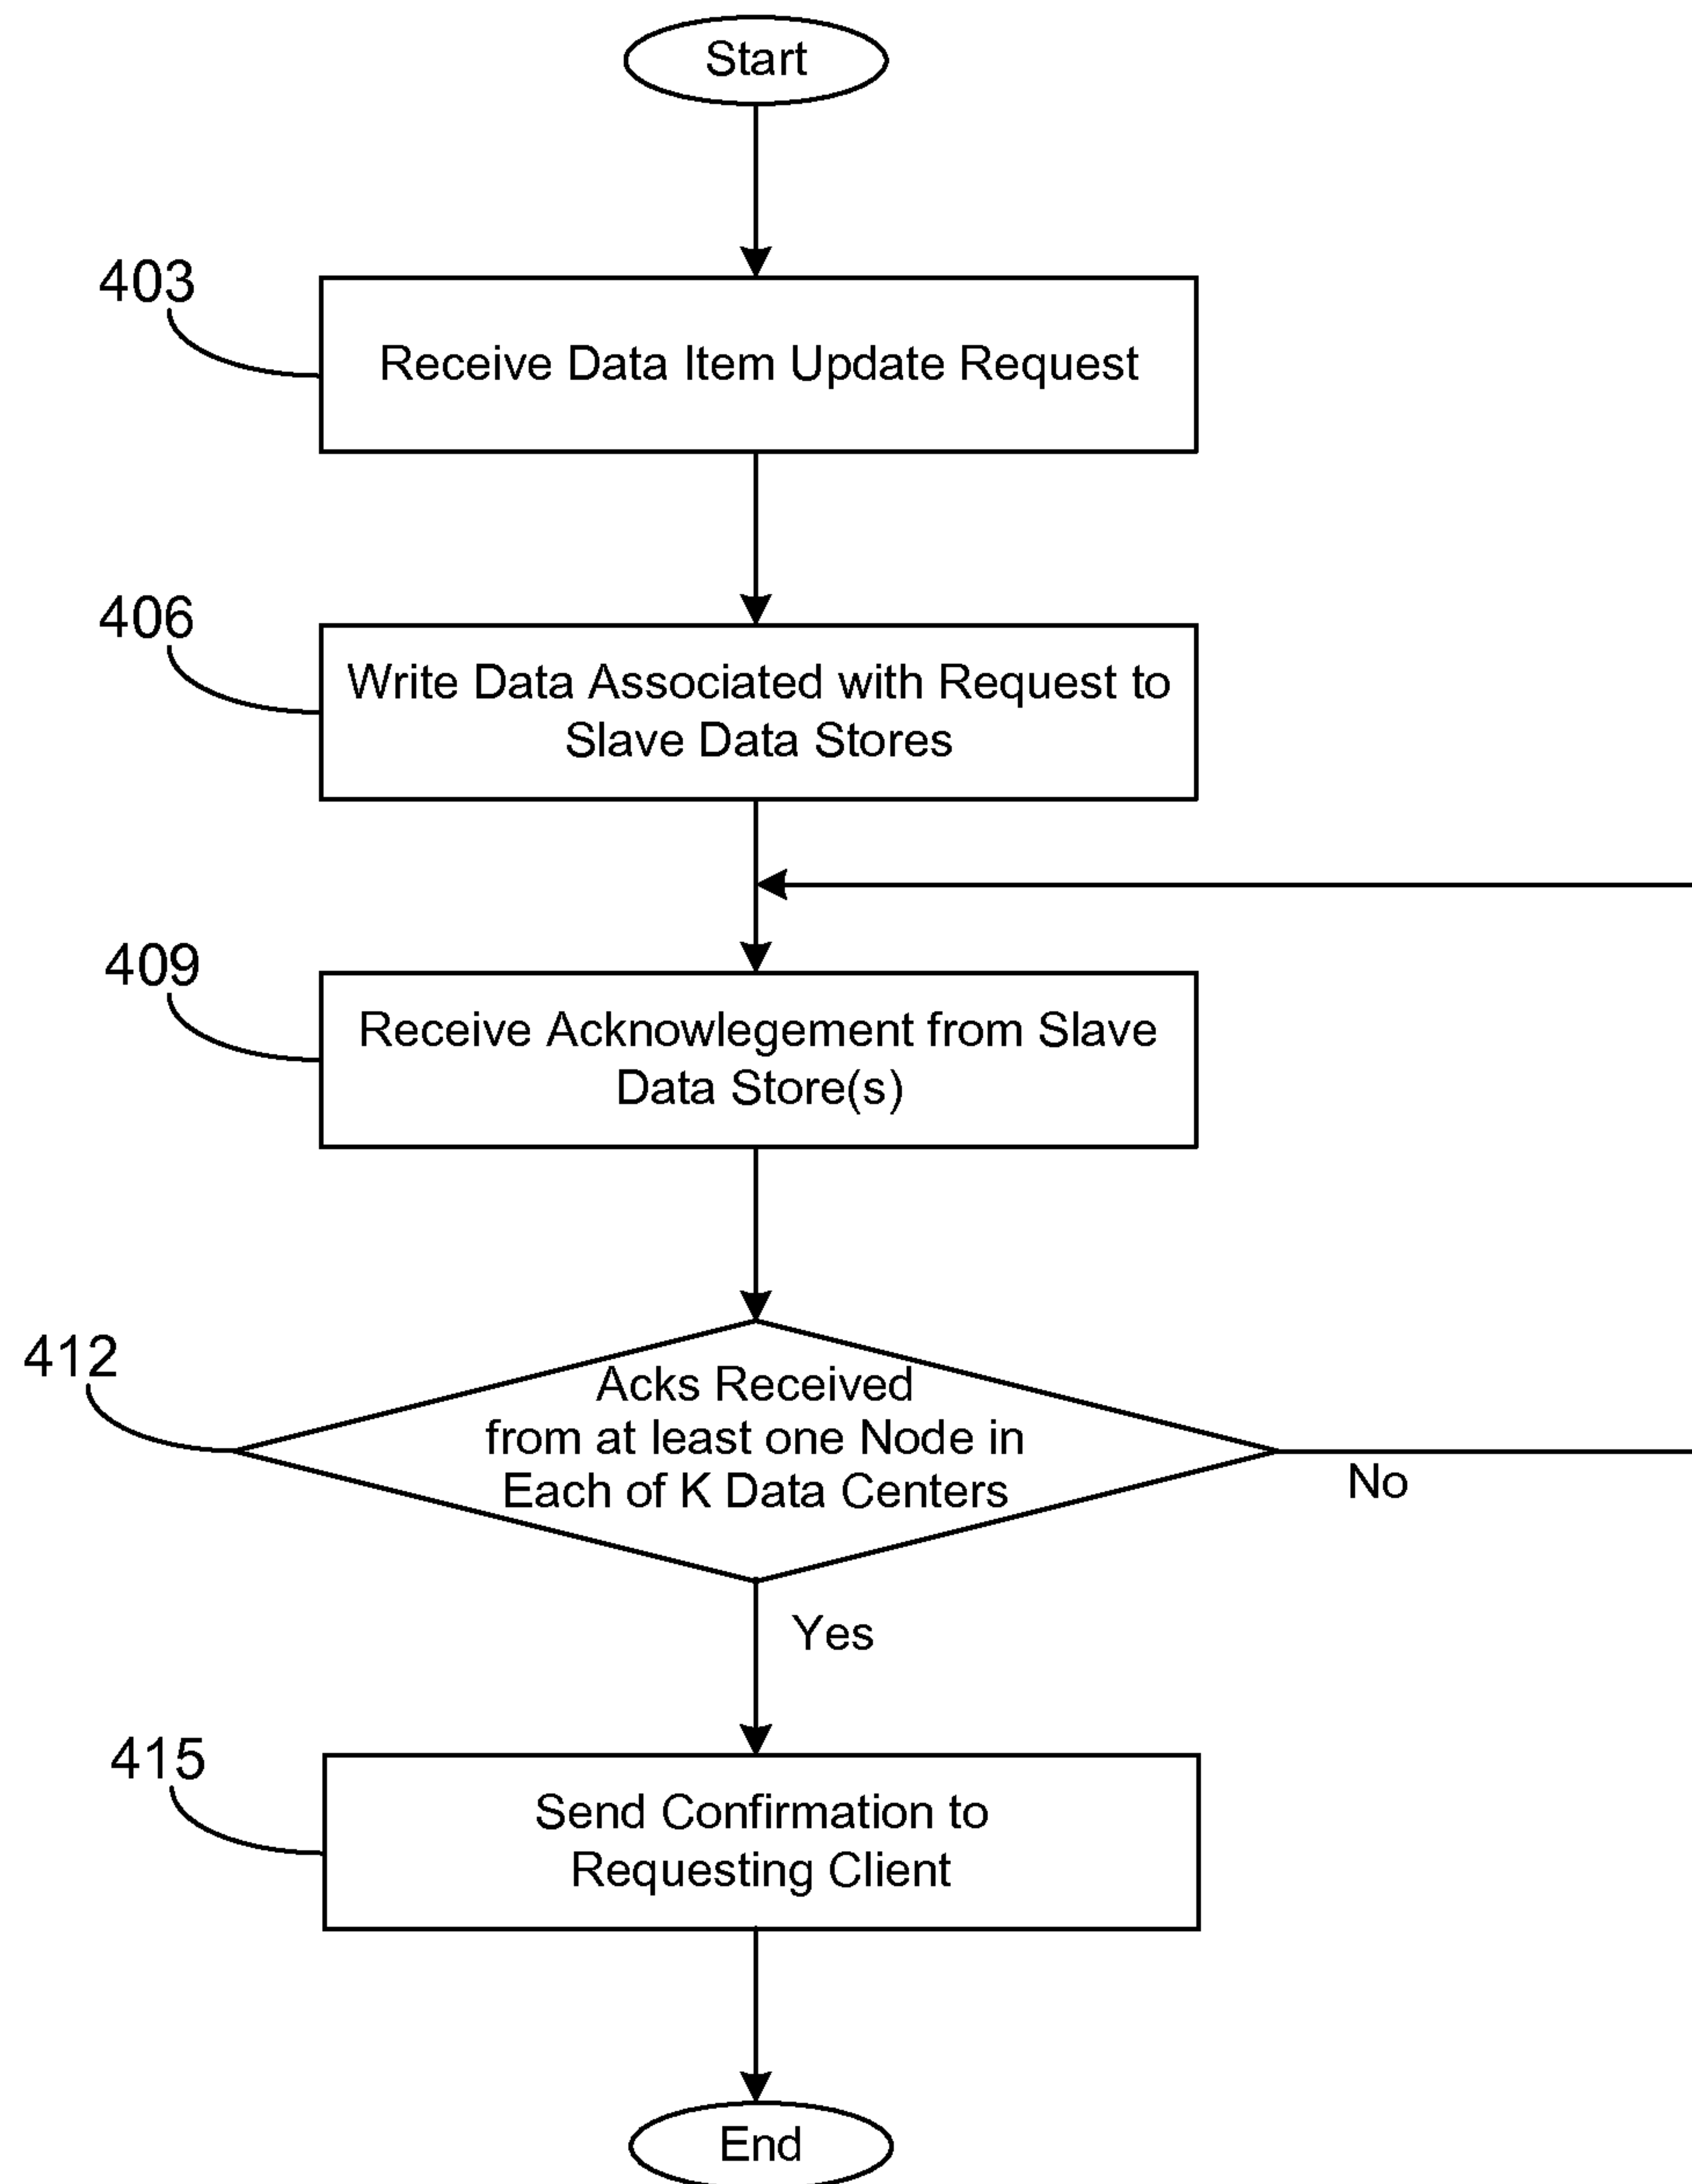 Start
403
Receive Data Item Update Request
406
Write Data Associated with Request to
Slave Data Stores
409
Receive Acknowlegement from Slave
Data Store(s)
412
Acks Received
from at least one Node in
Each of K Data Centers
No
Yes
415
Send Confirmation to
Requesting Client
End